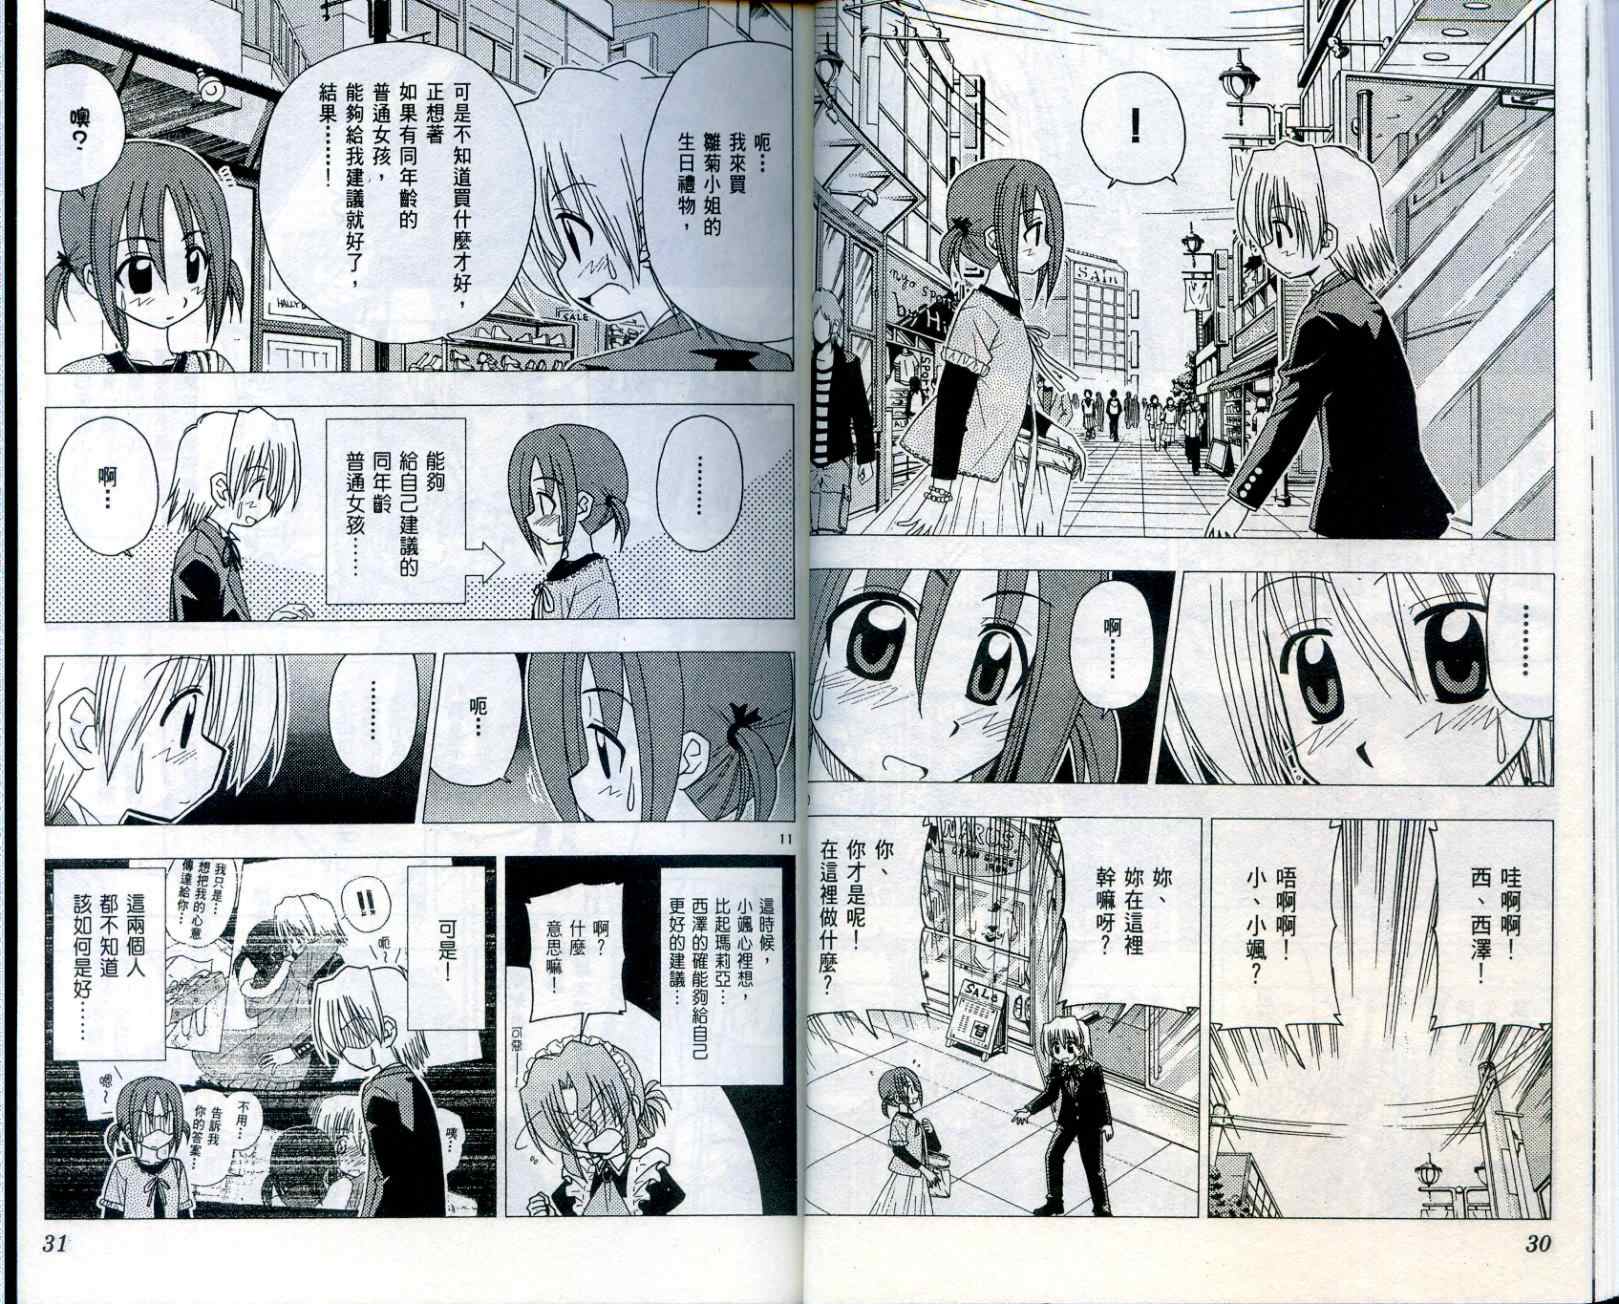 ！
SAIN
………
啊……
哇啊啊！
西、西澤！
唔啊啊！
小、小颯？
妳、
妳在這裡
幹嘛呀？
你、
你才是呢！
在這裡做什麼？
SALE
30
呃…
我來買
雛菊小姐的
生日禮物，
可是不知道買什麼才好，
正想著
如果有同年齡的
普通女孩，
能夠給我建議就好了，
結果………！
噢？
SALE
………
能夠
給自己建議的
同年齡
普通女孩……
啊…
呃…
………
11
這時候，
小颯心裡想，
比起瑪莉亞…
西澤的確能夠給自己
更好的建議…
啊？
什麼
意思嘛！
可惡…
可是！
!!
呃～
我只是…
想把我的心意
傳達給你…
咦…
不用…
告訴我
你的答案…
嗯～
這兩個人
都不知道
該如何是好……
31